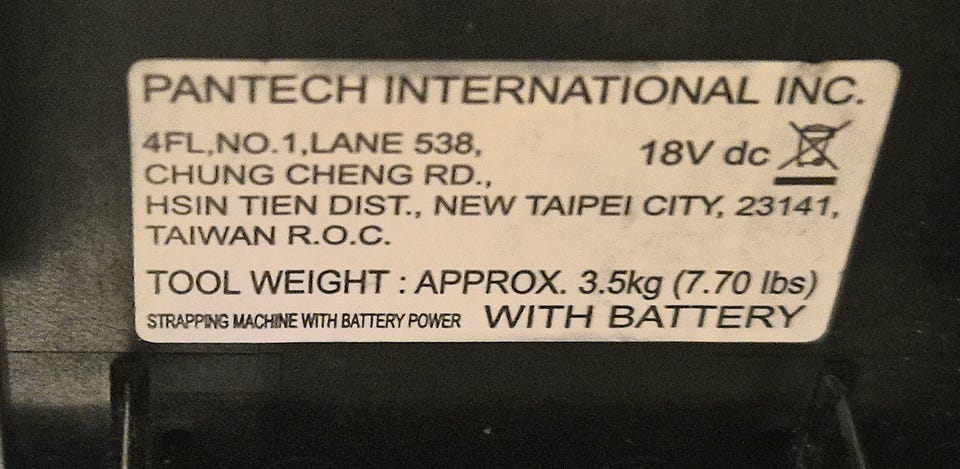 PANTECH INTERNATIONAL INC.
4FL,NO.1,LANE 538,
18V dc
CHUNG CHENG RD.,
HSIN TIEN DIST., NEW TAIPEI CITY, 23141,
TAIWAN R.O.C.
TOOL WEIGHT : APPROX. 3.5kg (7.70 lbs)
STRAPPING MACHINE WITH BATTERY POWER WITH BATTERY